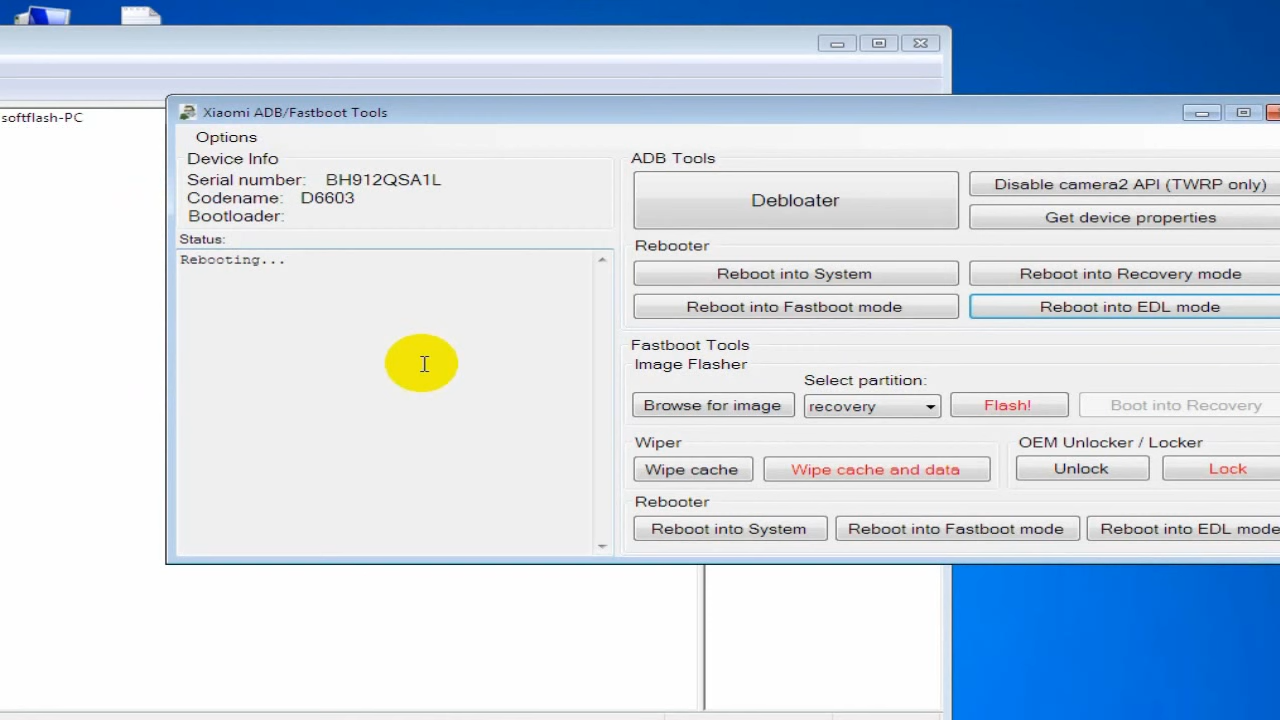 softflash-PC
Xiaomi ADB/Fastboot Tools
Options
Device Info
Serial number: BH912QSA1L
Codename: D6603
Bootloader:
Status:
Rebooting...
ADB Tools
Debloater
Disable camera2 API (TWRP only)
Get device properties
Rebooter
Reboot into System
Reboot into Recovery mode
Reboot into Fastboot mode
Reboot into EDL mode
Fastboot Tools
Image Flasher
Select partition:
Browse for image
recovery
Flash!
Boot into Recovery
Wiper
Wipe cache
Wipe cache and data
OEM Unlocker / Locker
Unlock
Lock
Rebooter
Reboot into System
Reboot into Fastboot mode
Reboot into EDL mode